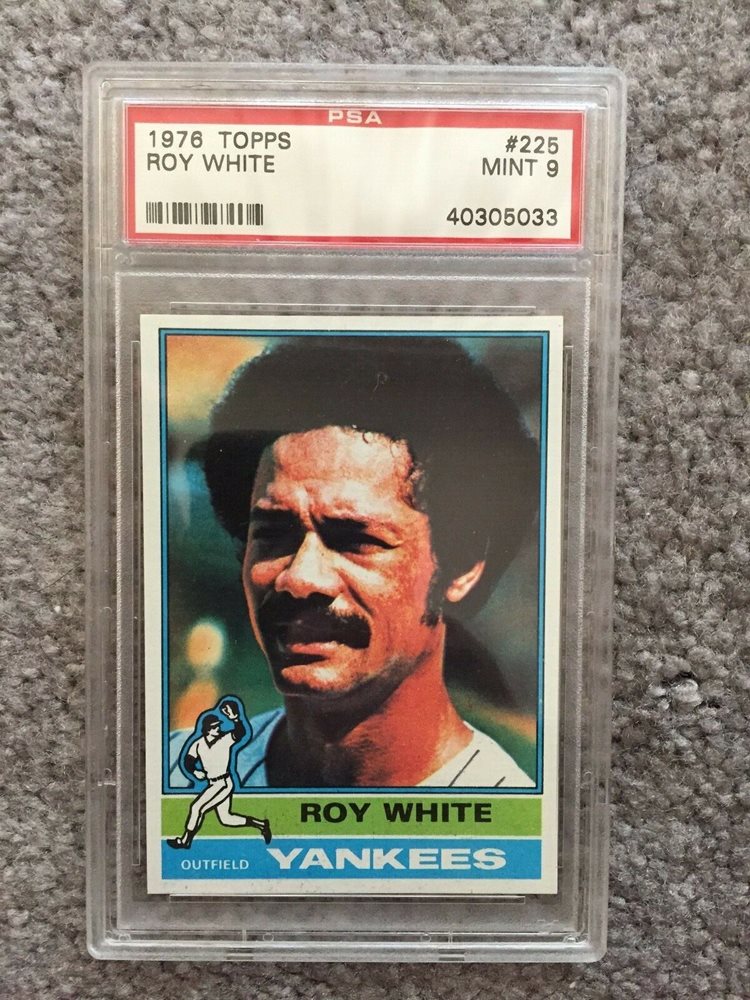 PSA
1976 TOPPS #225
ROY WHITE MINT 9
40305033
ROY WHITE
OUTFIELD YANKEES